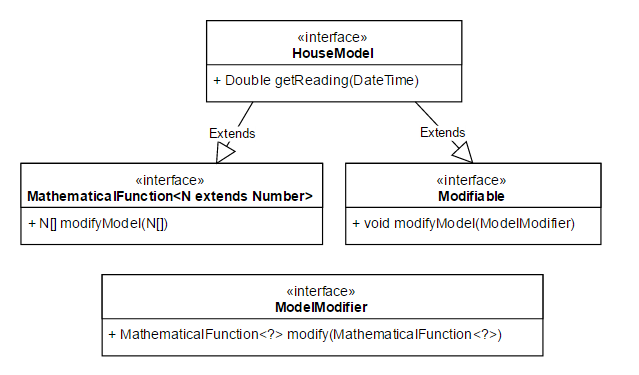 «interface»
HouseModel
+ Double getReading(DateTime)
Extends
Extends
«interface»
MathematicalFunction<N extends Number>
+ N[] modifyModel(N[])
«interface»
Modifiable
+ void modifyModel(ModelModifier)
«interface»
ModelModifier
+ MathematicalFunction<?> modify(MathematicalFunction<?>)